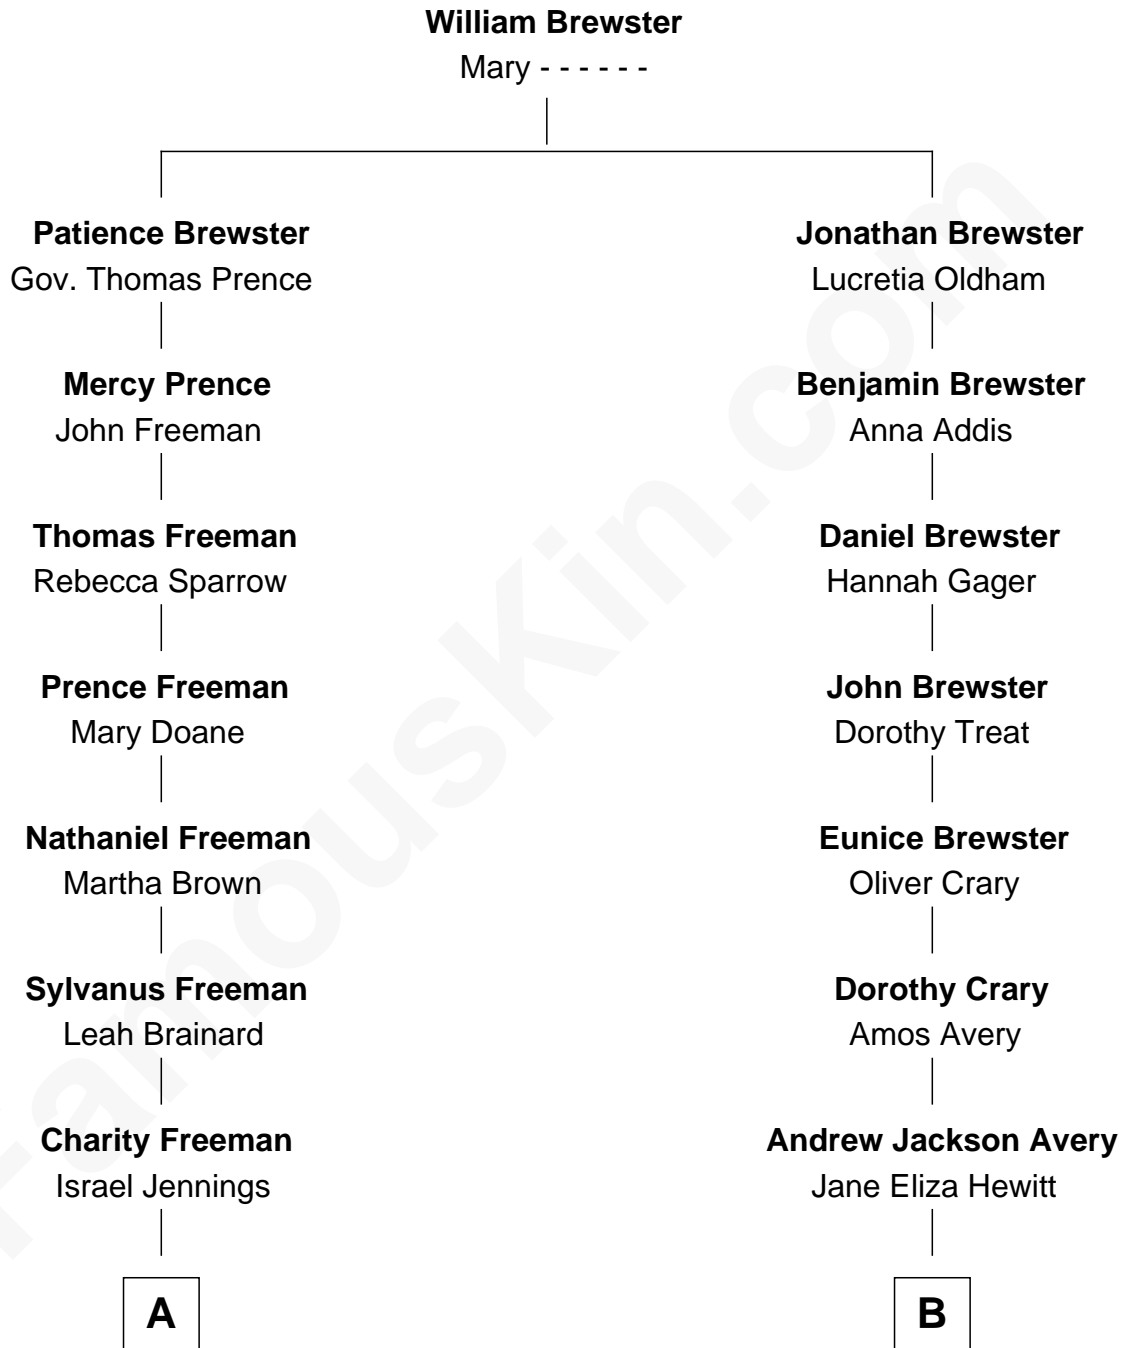 William Brewster
Mary - - - - - -
Patience Brewster
Gov. Thomas Prence
Jonathan Brewster
Lucretia Oldham
Mercy Prence
John Freeman
Benjamin Brewster
Anna Addis
Thomas Freeman
Rebecca Sparrow
Daniel Brewster
Hannah Gager
Prence Freeman
Mary Doane
John Brewster
Dorothy Treat
Nathaniel Freeman
Martha Brown
Eunice Brewster
Oliver Crary
Sylvanus Freeman
Leah Brainard
Dorothy Crary
Amos Avery
Charity Freeman
Israel Jennings
Andrew Jackson Avery
Jane Eliza Hewitt
A
B
FamousKin.com